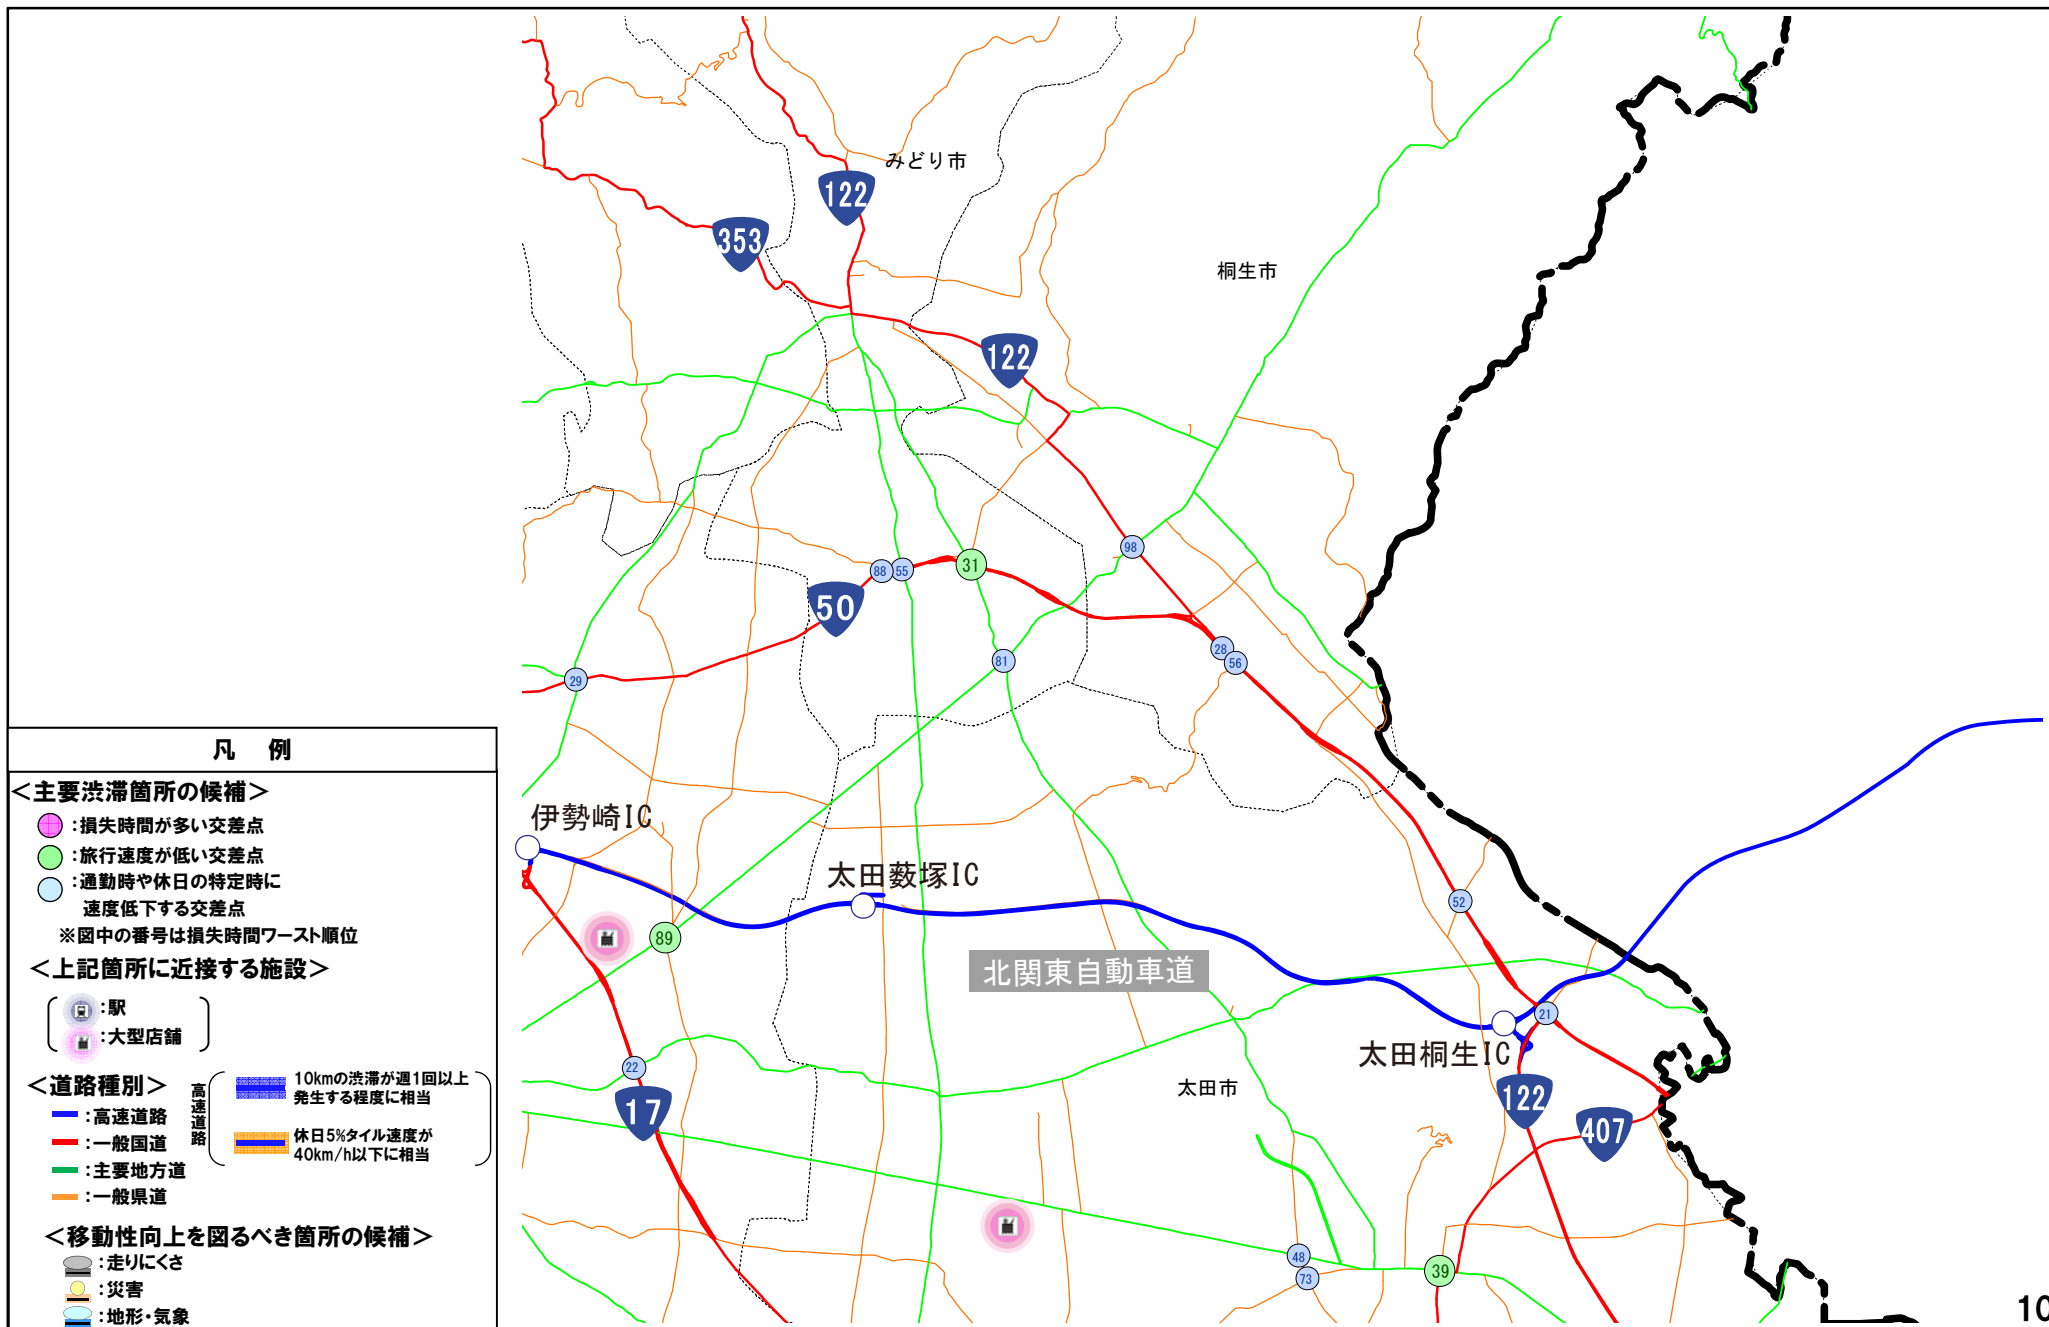 みどり市
122
353
桐生市
122
98
88
55
31
50
28
56
81
29
凡 例
<主要渋滞箇所の候補>
:損失時間が多い交差点
:旅行速度が低い交差点
:通勤時や休日の特定時に
速度低下する交差点
※図中の番号は損失時間ワースト順位
<上記箇所に近接する施設>
:駅
:大型店舗
<道路種別>
:高速道路
:一般国道
:主要地方道
:一般県道
高速道路
10kmの渋滞が週1回以上
発生する程度に相当
休日5%タイル速度が
40km/h以下に相当
<移動性向上を図るべき箇所の候補>
:走りにくさ
:災害
:地形・気象
伊勢崎IC
太田薮塚IC
52
89
北関東自動車道
21
太田桐生IC
22
太田市
17
122
407
48
73
39
10